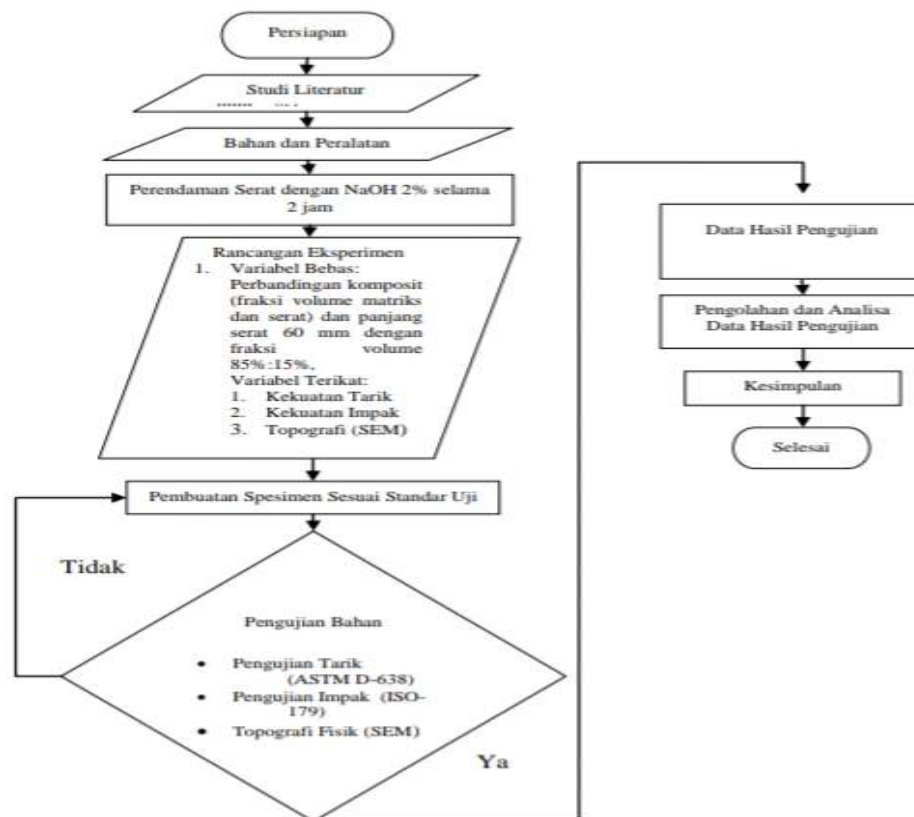 Persiapan
Studi Literatur
Bahan dan Peralatan
Perendaman Serat dengan NaOH 2% selama
2 jam
Rancangan Eksperimen
1. Variabel Bebas:
Perbandingan komposit
(fraksi volume matriks
dan serat) dan panjang
serat 60 mm dengan
fraksi volume
85%:15%,
Variabel Terikat:
1. Kekuatan Tarik
2. Kekuatan Impak
3. Topografi (SEM)
Pembuatan Spesimen Sesuai Standar Uji
Tidak
Pengujian Bahan
• Pengujian Tarik
(ASTM D-638)
• Pengujian Impak (ISO-
179)
• Topografi Fisik (SEM)
Ya
Data Hasil Pengujian
Pengolahan dan Analisa
Data Hasil Pengujian
Kesimpulan
Selesai